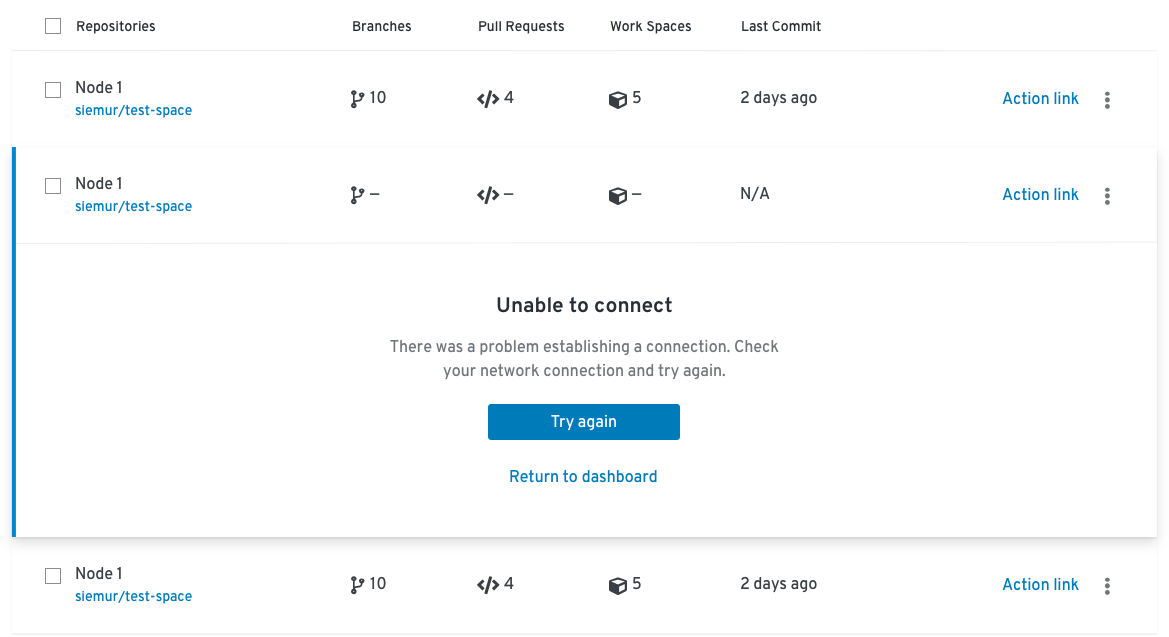 Repositories Branches Pull Requests Work Spaces Last Commit
Node 1
siemur/test-space
10 4 5 2 days ago Action link
Node 1
siemur/test-space
– – – N/A Action link
Unable to connect
There was a problem establishing a connection. Check
your network connection and try again.
Try again
Return to dashboard
Node 1
siemur/test-space
10 4 5 2 days ago Action link